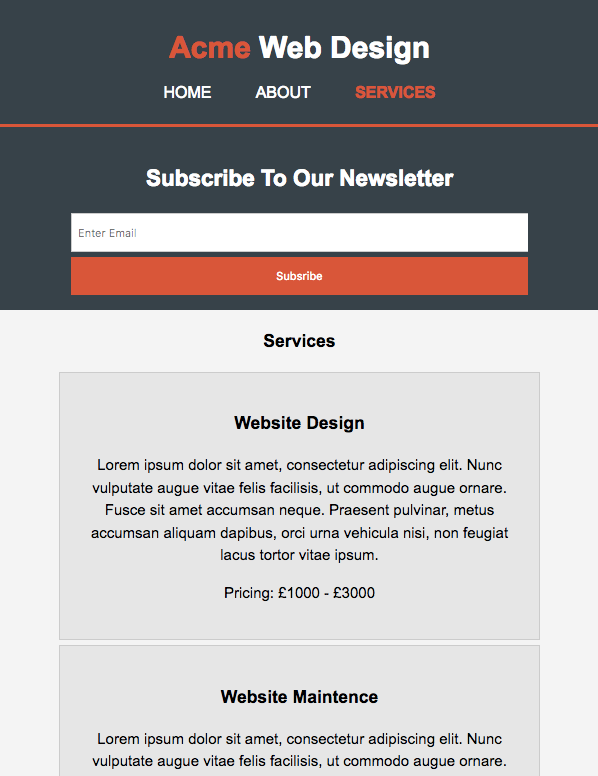 Acme Web Design
HOME ABOUT SERVICES
Subscribe To Our Newsletter
Enter Email
Subsribe
Services
Website Design
Lorem ipsum dolor sit amet, consectetur adipiscing elit. Nunc
vulputate augue vitae felis facilisis, ut commodo augue ornare.
Fusce sit amet accumsan neque. Praesent pulvinar, metus
accumsan aliquam dapibus, orci urna vehicula nisi, non feugiat
lacus tortor vitae ipsum.
Pricing: £1000 - £3000
Website Maintence
Lorem ipsum dolor sit amet, consectetur adipiscing elit. Nunc
vulputate augue vitae felis facilisis, ut commodo augue ornare.